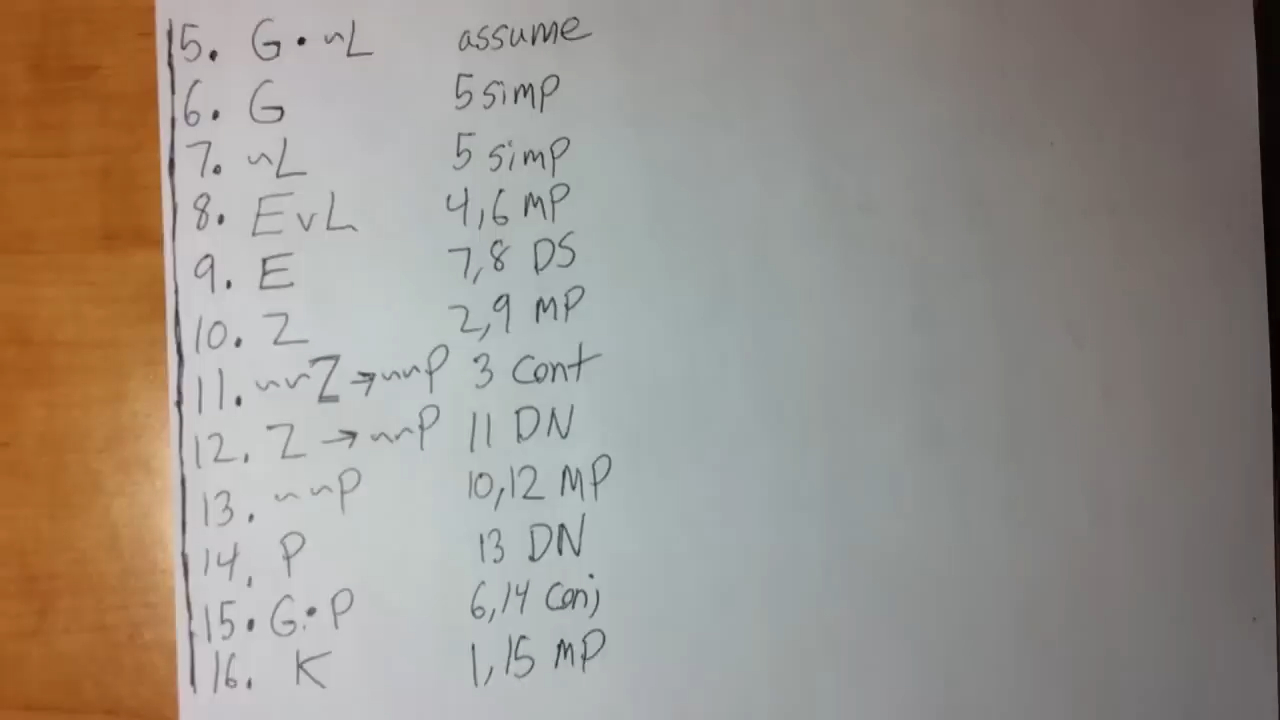 5. G • ~L assume
6. G 5 simp
7. ~L 5 simp
8. E v L 4,6 MP
9. E 7,8 DS
10. Z 2,9 MP
11. ~~Z → ~~P 3 Cont
12. Z → ~~P 11 DN
13. ~~P 10,12 MP
14. P 13 DN
15. G • P 6,14 Conj
16. K 1,15 MP